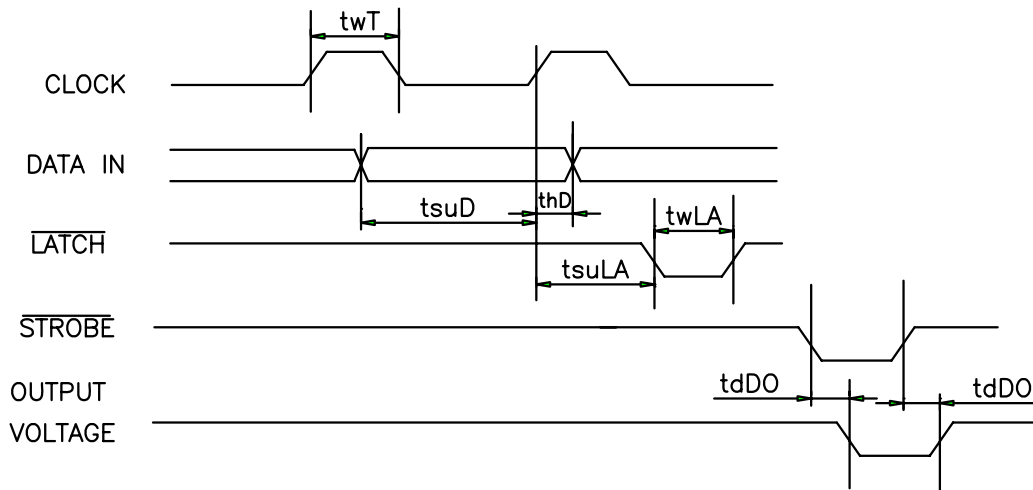 twT
CLOCK
DATA IN
tsuD
thD
twLA
LATCH
tsuLA
STROBE
tdDO
tdDO
OUTPUT
VOLTAGE